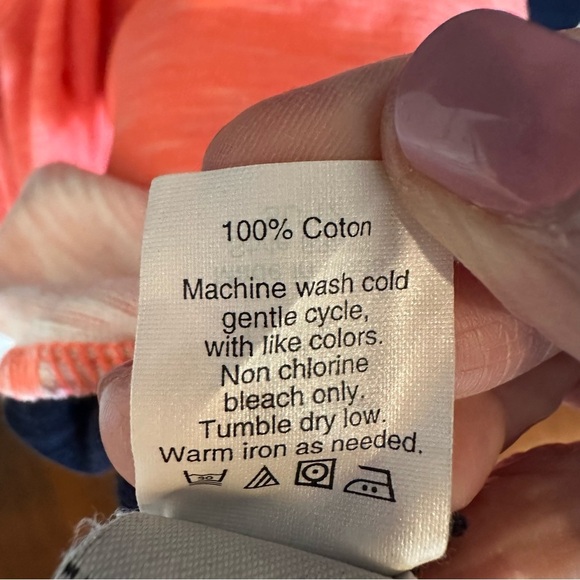 100% Coton
Machine wash cold
gentle cycle,
with like colors.
Non chlorine
bleach only.
Tumble dry low.
Warm iron as needed.
30